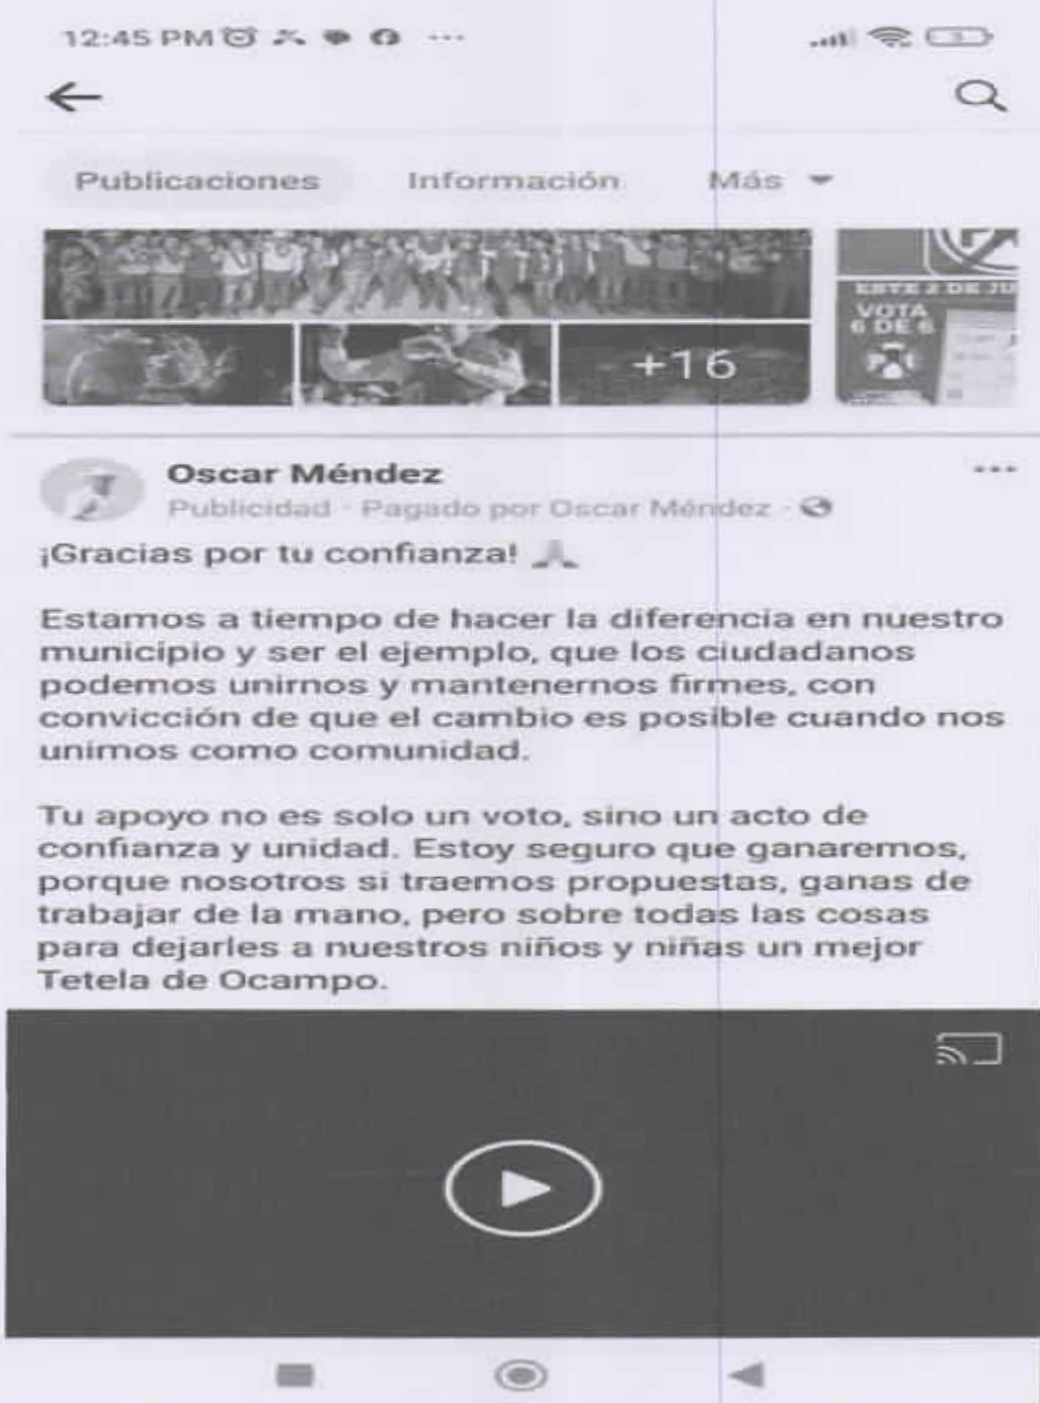 12:45 PM
Publicaciones Información Más
+16
ESTE 2 DE JU
VOTA
6 DE 6
Oscar Méndez
Publicidad · Pagado por Oscar Méndez ·
¡Gracias por tu confianza! 🙏
Estamos a tiempo de hacer la diferencia en nuestro
municipio y ser el ejemplo, que los ciudadanos
podemos unirnos y mantenernos firmes, con
convicción de que el cambio es posible cuando nos
unimos como comunidad.
Tu apoyo no es solo un voto, sino un acto de
confianza y unidad. Estoy seguro que ganaremos,
porque nosotros si traemos propuestas, ganas de
trabajar de la mano, pero sobre todas las cosas
para dejarles a nuestros niños y niñas un mejor
Tetela de Ocampo.